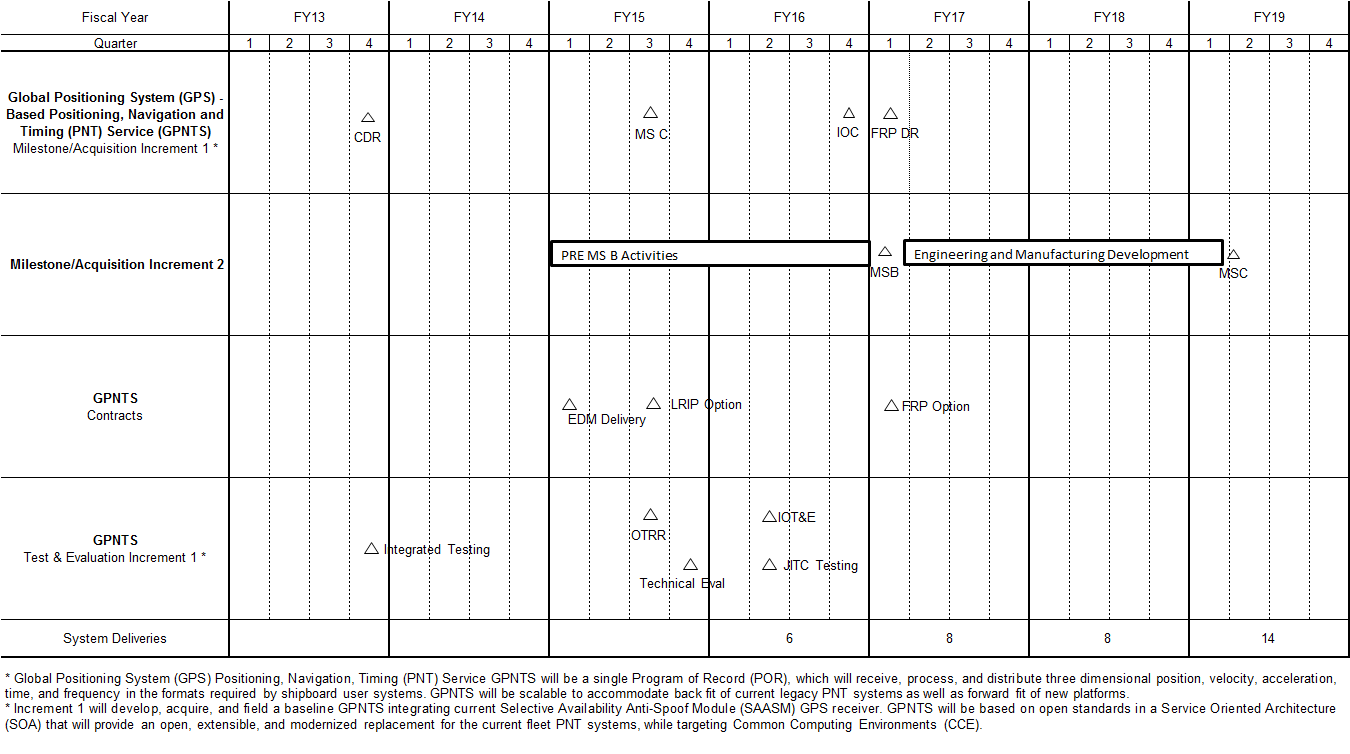 Fiscal Year FY13 FY14 FY15 FY16 FY17 FY18 FY19
Quarter 1 2 3 4 1 2 3 4 1 2 3 4 1 2 3 4 1 2 3 4 1 2 3 4 1 2 3 4
Global Positioning System (GPS) -
Based Positioning, Navigation and
Timing (PNT) Service (GPNTS)
Milestone/Acquisition Increment 1 *
CDR
MS C
IOC
FRP DR
Milestone/Acquisition Increment 2
PRE MS B Activities
MSB
Engineering and Manufacturing Development
MSC
GPNTS
Contracts
EDM Delivery
LRIP Option
FRP Option
GPNTS
Test & Evaluation Increment 1 *
Integrated Testing
OTRR
Technical Eval
IOT&E
JITC Testing
System Deliveries 6 8 8 14
* Global Positioning System (GPS) Positioning, Navigation, Timing (PNT) Service GPNTS will be a single Program of Record (POR), which will receive, process, and distribute three dimensional position, velocity, acceleration,
time, and frequency in the formats required by shipboard user systems. GPNTS will be scalable to accommodate back fit of current legacy PNT systems as well as forward fit of new platforms.
* Increment 1 will develop, acquire, and field a baseline GPNTS integrating current Selective Availability Anti-Spoof Module (SAASM) GPS receiver. GPNTS will be based on open standards in a Service Oriented Architecture
(SOA) that will provide an open, extensible, and modernized replacement for the current fleet PNT systems, while targeting Common Computing Environments (CCE).